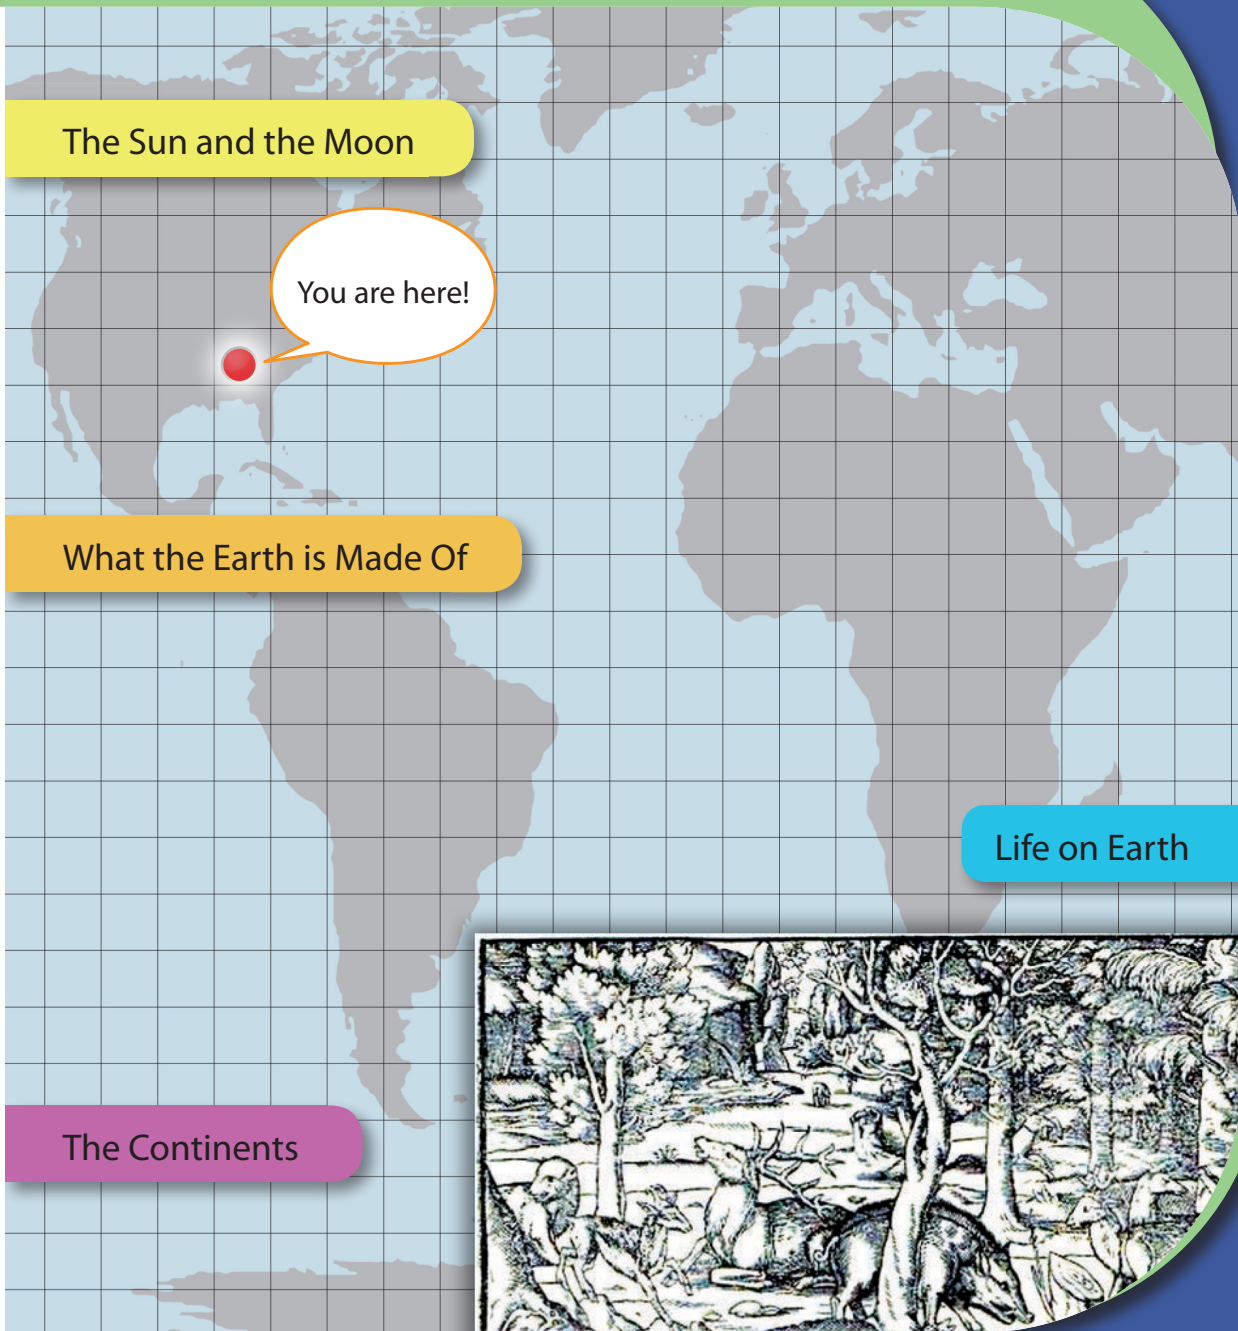 The Sun and the Moon
You are here!
What the Earth is Made Of
Life on Earth
The Continents